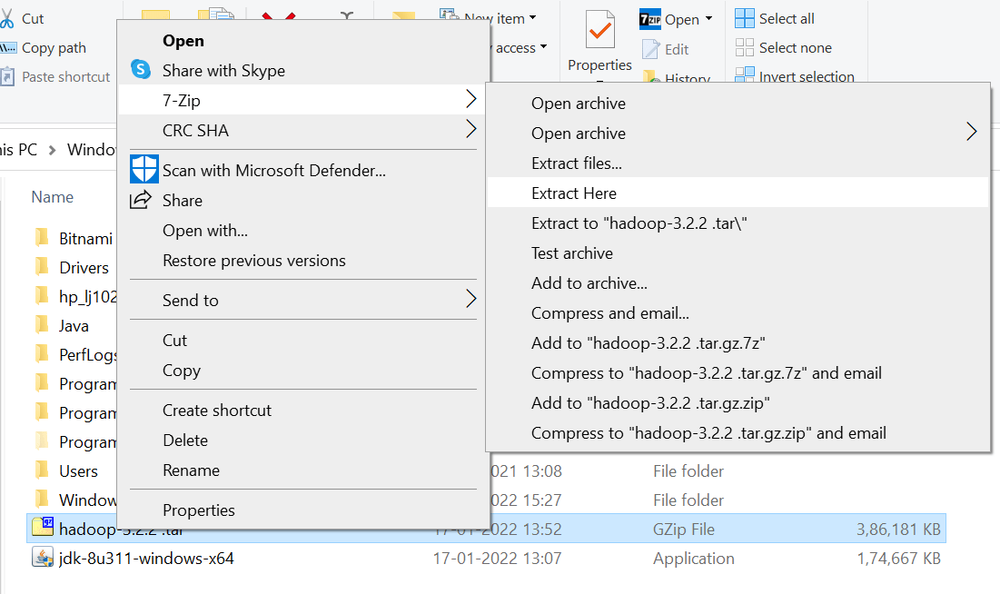 Cut
Copy path
Paste shortcut
New item
access
Properties
Open
Edit
History
Select all
Select none
Invert selection
his PC > Windo
Name
Bitnami
Drivers
hp_lj102
Java
PerfLogs
Program
Program
Program
Users
021 13:08 File folder
Window
022 15:27 File folder
hadoop-3.2.2 .tar 17-01-2022 13:52 GZip File 3,86,181 KB
jdk-8u311-windows-x64 17-01-2022 13:07 Application 1,74,667 KB
Open
Share with Skype
7-Zip
CRC SHA
Scan with Microsoft Defender...
Share
Open with...
Restore previous versions
Send to
Cut
Copy
Create shortcut
Delete
Rename
Properties
Open archive
Open archive
Extract files...
Extract Here
Extract to "hadoop-3.2.2 .tar\"
Test archive
Add to archive...
Compress and email...
Add to "hadoop-3.2.2 .tar.gz.7z"
Compress to "hadoop-3.2.2 .tar.gz.7z" and email
Add to "hadoop-3.2.2 .tar.gz.zip"
Compress to "hadoop-3.2.2 .tar.gz.zip" and email